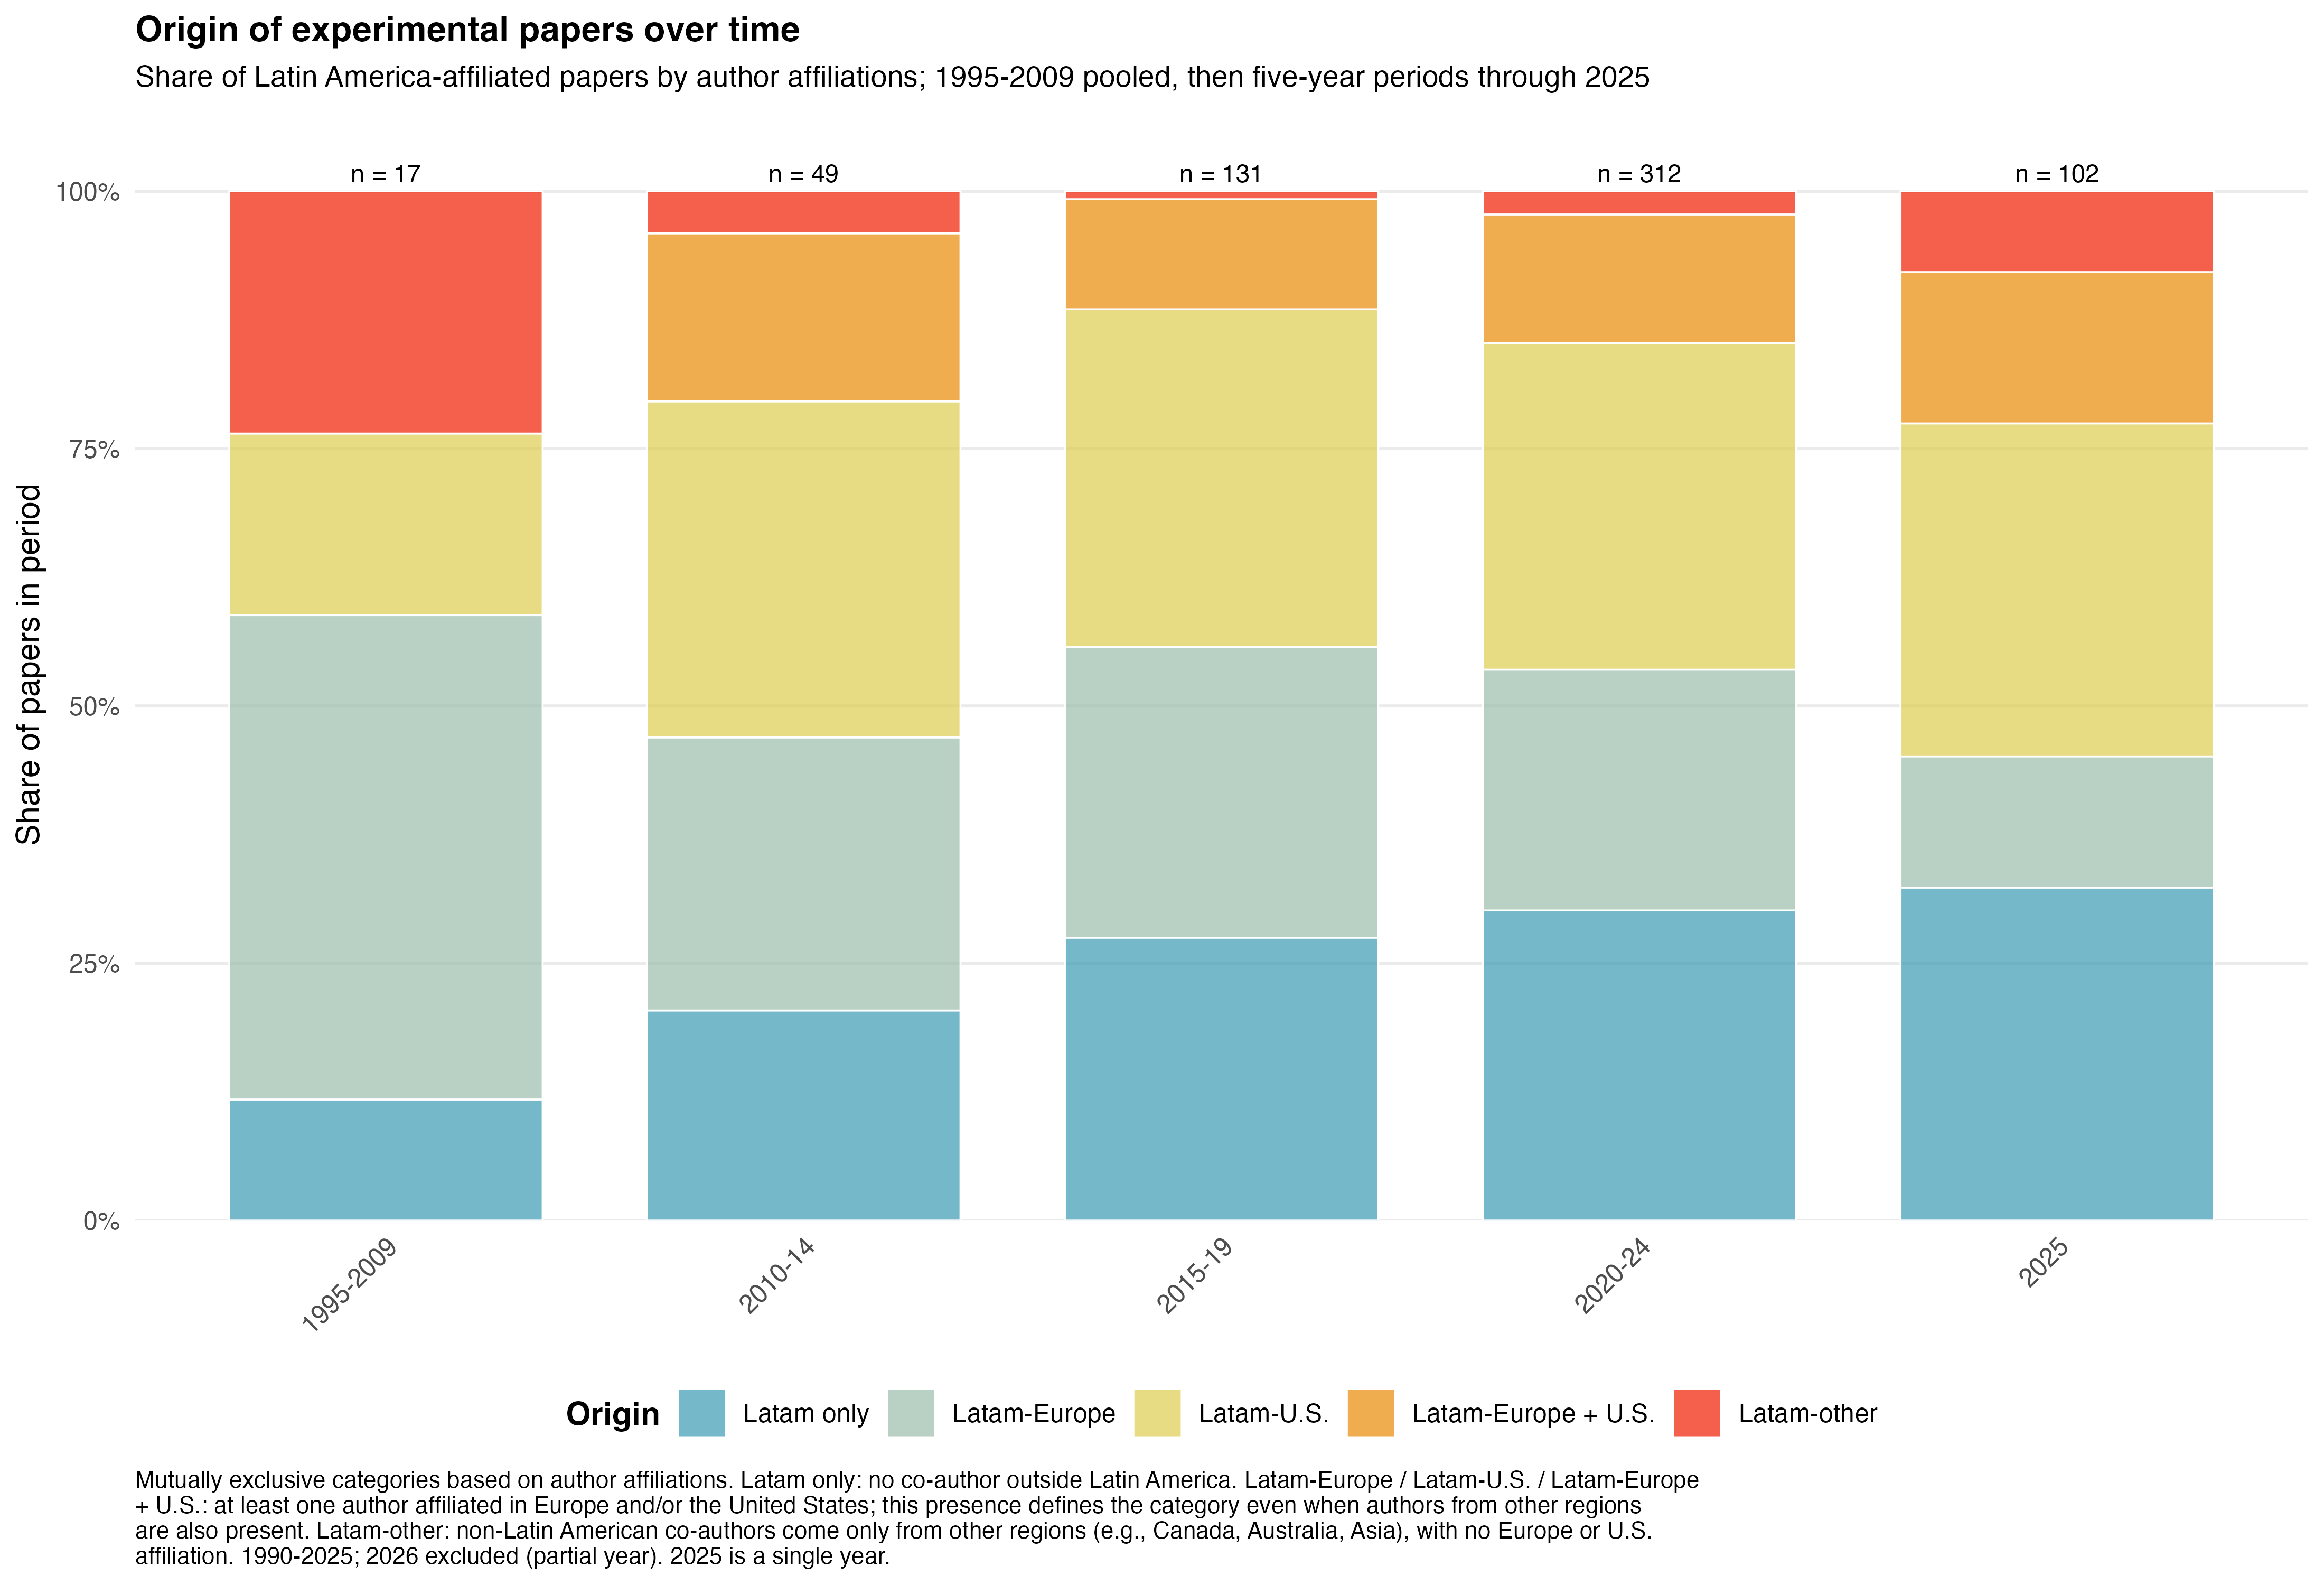 Origin of experimental papers over time
Share of Latin America-affiliated papers by author affiliations; 1995-2009 pooled, then five-year periods through 2025
n = 17
n = 49
n = 131
n = 312
n = 102
100%
75%
50%
25%
0%
Share of papers in period
1995-2009
2010-14
2015-19
2020-24
2025
Origin
Latam only
Latam-Europe
Latam-U.S.
Latam-Europe + U.S.
Latam-other
Mutually exclusive categories based on author affiliations. Latam only: no co-author outside Latin America. Latam-Europe / Latam-U.S. / Latam-Europe
+ U.S.: at least one author affiliated in Europe and/or the United States; this presence defines the category even when authors from other regions
are also present. Latam-other: non-Latin American co-authors come only from other regions (e.g., Canada, Australia, Asia), with no Europe or U.S.
affiliation. 1990-2025; 2026 excluded (partial year). 2025 is a single year.